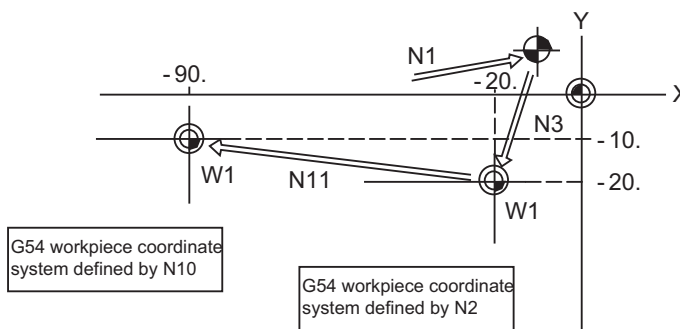 Y
N1
-90.
-20.
X
N3
-10.
W1
N11
-20.
W1
G54 workpiece coordinate
system defined by N10
G54 workpiece coordinate
system defined by N2